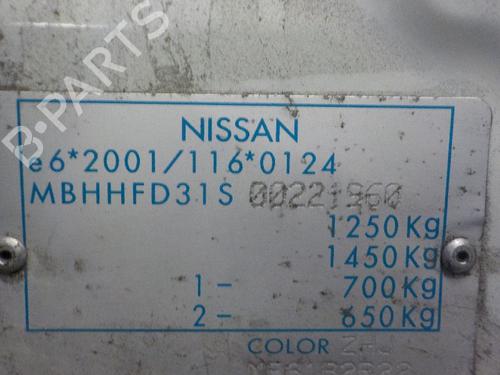 B-PARTS
NISSAN
e6*2001/116*0124
MBHHFD31S 00221960
1250Kg
1450Kg
1- 700Kg
2- 650Kg
COLOR